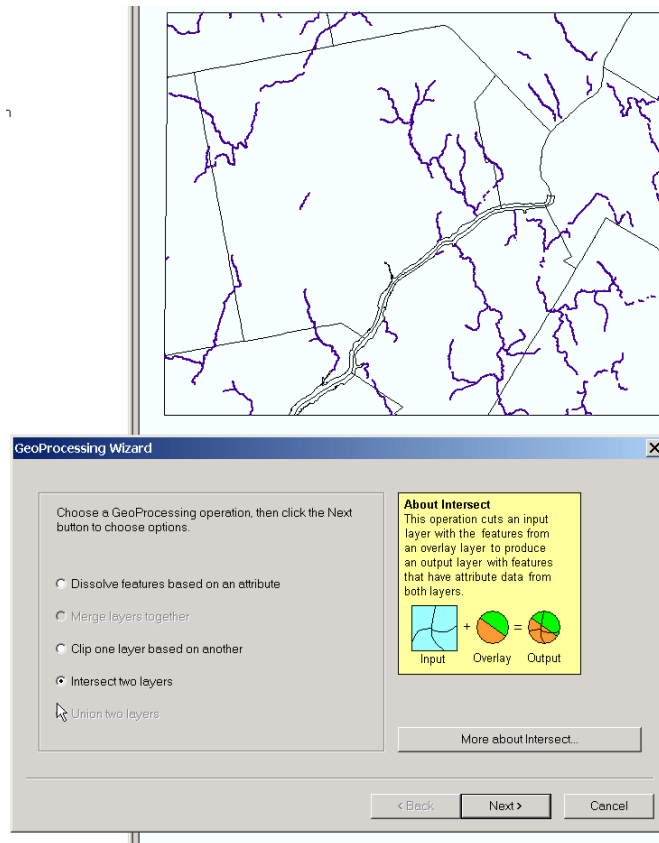 n
GeoProcessing Wizard
Choose a GeoProcessing operation, then click the Next
button to choose options.
Dissolve features based on an attribute
Merge layers together
Clip one layer based on another
Intersect two layers
Union two layers
About Intersect
This operation cuts an input
layer with the features from
an overlay layer to produce
an output layer with features
that have attribute data from
both layers.
+ =
Input Overlay Output
More about Intersect...
< Back Next > Cancel